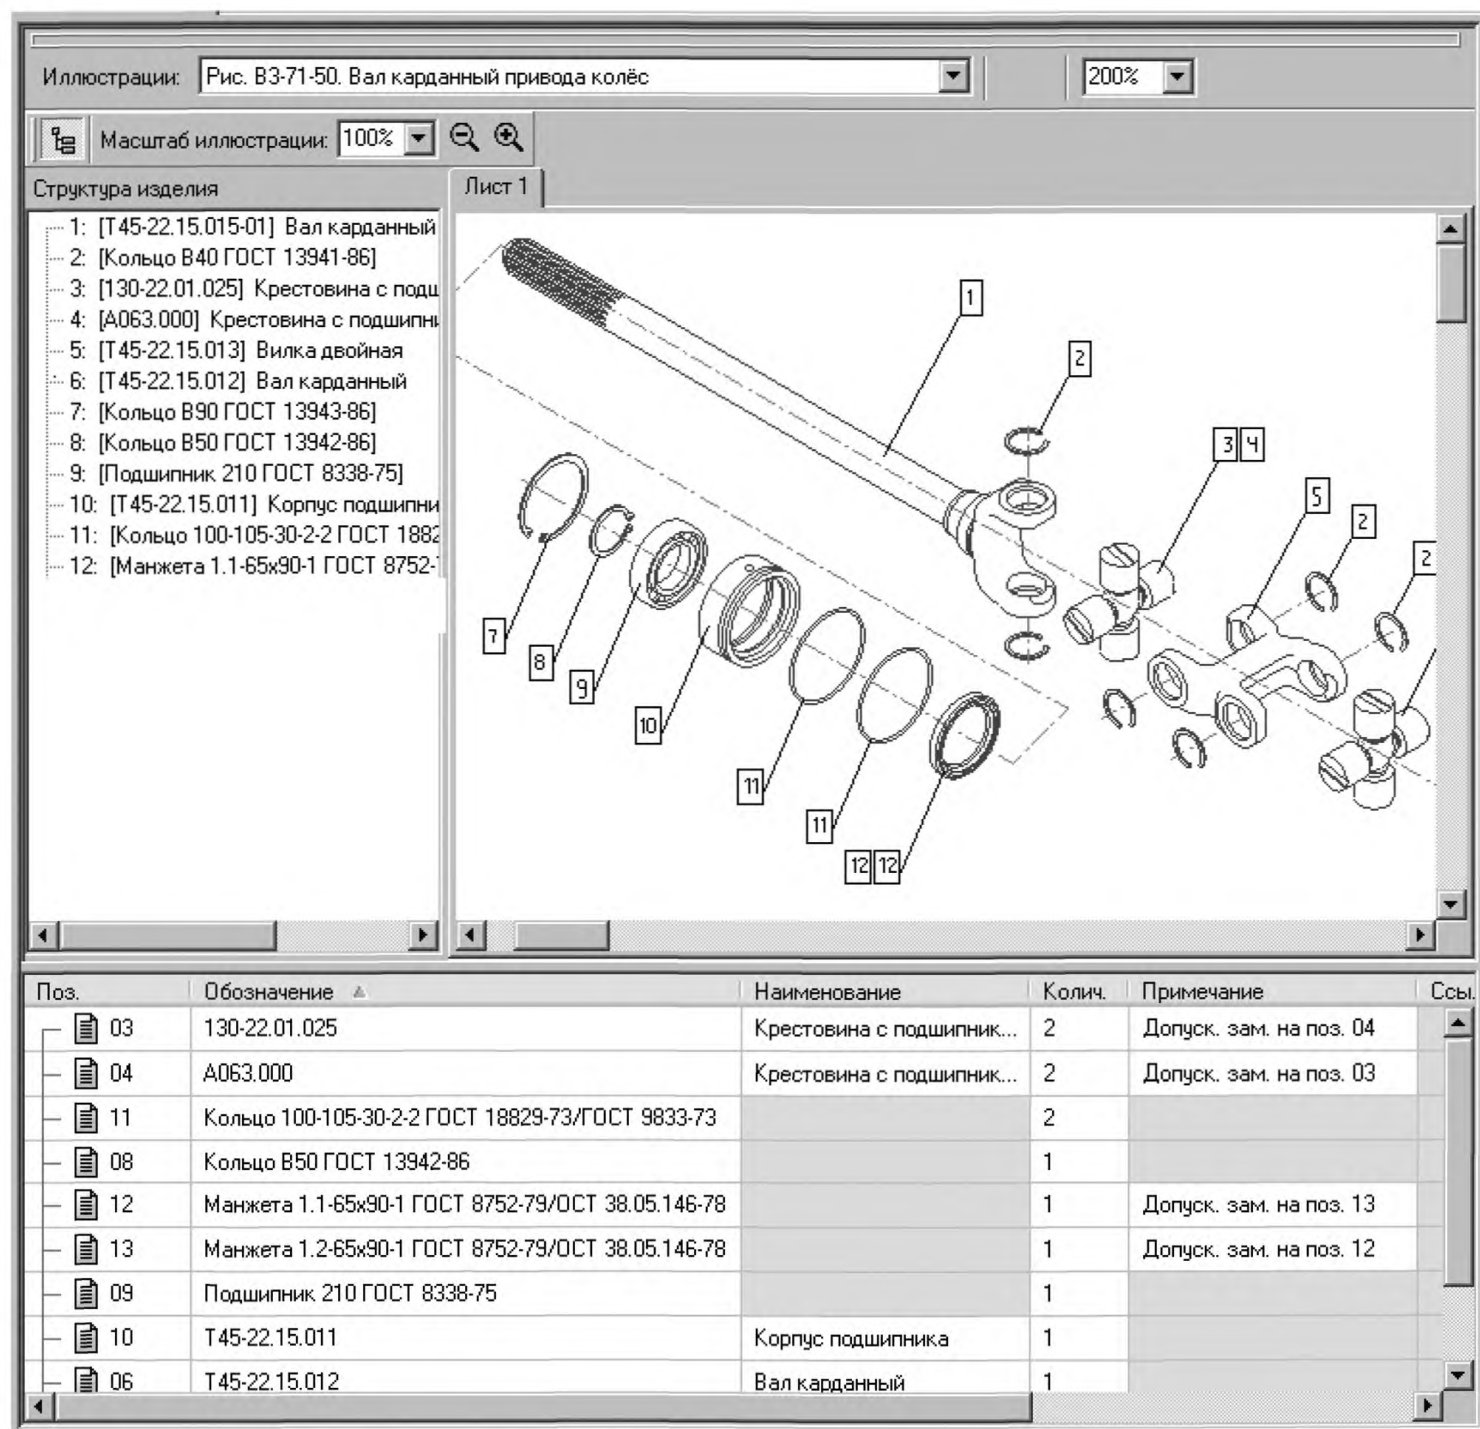 Иллюстрации: Рис. В3-71-50. Вал карданный привода колёс 200%
Масштаб иллюстрации: 100%
Структура изделия
Лист 1
1: [Т45-22.15.015-01] Вал карданный
2: [Кольцо В40 ГОСТ 13941-86]
3: [130-22.01.025] Крестовина с подш
4: [А063.000] Крестовина с подшипни
5: [Т45-22.15.013] Вилка двойная
6: [Т45-22.15.012] Вал карданный
7: [Кольцо В90 ГОСТ 13943-86]
8: [Кольцо В50 ГОСТ 13942-86]
9: [Подшипник 210 ГОСТ 8338-75]
10: [Т45-22.15.011] Корпус подшипни
11: [Кольцо 100-105-30-2-2 ГОСТ 1882
12: [Манжета 1.1-65x90-1 ГОСТ 8752-
1
2
3 4
5
2
2
7
8
9
10
11
11
12 12
Поз. Обозначение Наименование Колич. Примечание Ссы.
03 130-22.01.025 Крестовина с подшипник... 2 Допуск. зам. на поз. 04
04 А063.000 Крестовина с подшипник... 2 Допуск. зам. на поз. 03
11 Кольцо 100-105-30-2-2 ГОСТ 18829-73/ГОСТ 9833-73 2
08 Кольцо В50 ГОСТ 13942-86 1
12 Манжета 1.1-65x90-1 ГОСТ 8752-79/ОСТ 38.05.146-78 1 Допуск. зам. на поз. 13
13 Манжета 1.2-65x90-1 ГОСТ 8752-79/ОСТ 38.05.146-78 1 Допуск. зам. на поз. 12
09 Подшипник 210 ГОСТ 8338-75 1
10 Т45-22.15.011 Корпус подшипника 1
06 Т45-22.15.012 Вал карданный 1